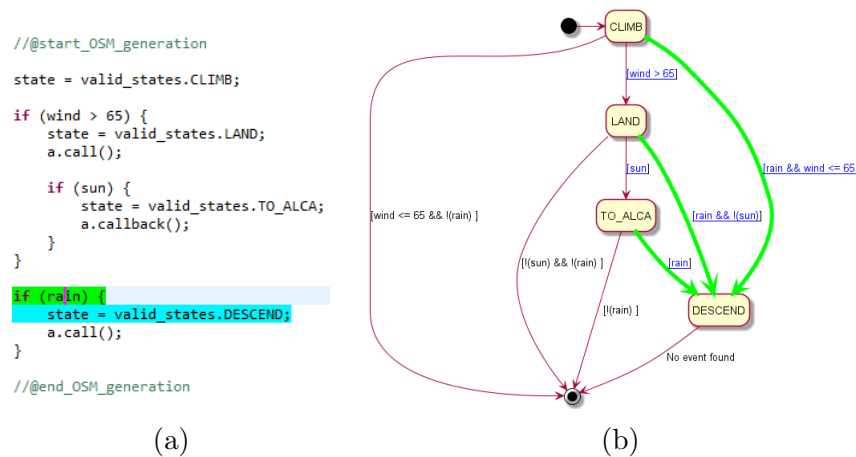 //@start_OSM_generation
state = valid_states.CLIMB;
if (wind > 65) {
state = valid_states.LAND;
a.call();
if (sun) {
state = valid_states.TO_ALCA;
a.callback();
}
}
if (rain) {
state = valid_states.DESCEND;
a.call();
}
//@end_OSM_generation
(a)
CLIMB
[wind > 65]
LAND
[rain && wind <= 65
[sun]
[wind <= 65 && !(rain) ]
TO_ALCA
[rain && !(sun)]
[!(sun) && !(rain) ]
[rain]
[!(rain) ]
DESCEND
No event found
(b)